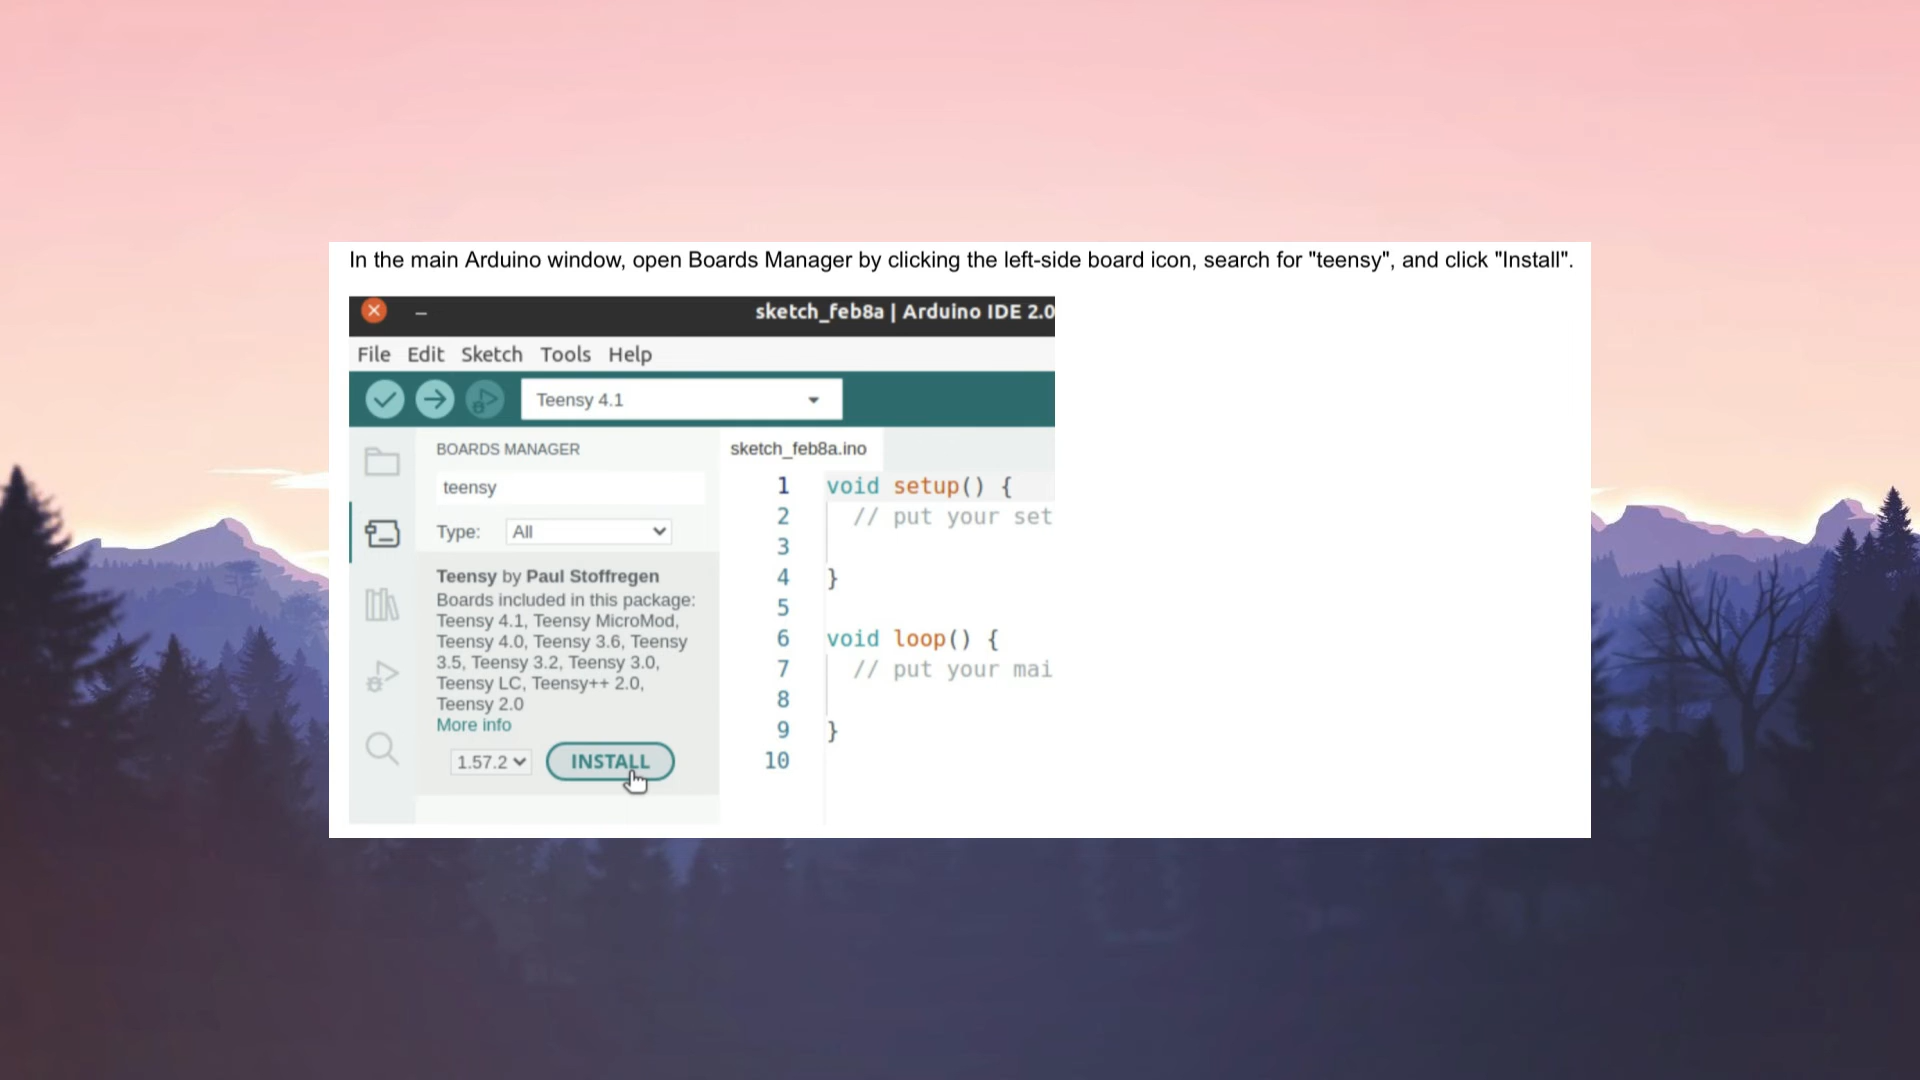 In the main Arduino window, open Boards Manager by clicking the left-side board icon, search for "teensy", and click "Install".
sketch_feb8a | Arduino IDE 2.0
File Edit Sketch Tools Help
Teensy 4.1
BOARDS MANAGER
teensy
Type: All
Teensy by Paul Stoffregen
Boards included in this package:
Teensy 4.1, Teensy MicroMod,
Teensy 4.0, Teensy 3.6, Teensy
3.5, Teensy 3.2, Teensy 3.0,
Teensy LC, Teensy++ 2.0,
Teensy 2.0
More info
1.57.2 INSTALL
sketch_feb8a.ino
1 void setup() {
2 // put your set
3
4 }
5
6 void loop() {
7 // put your mai
8
9 }
10